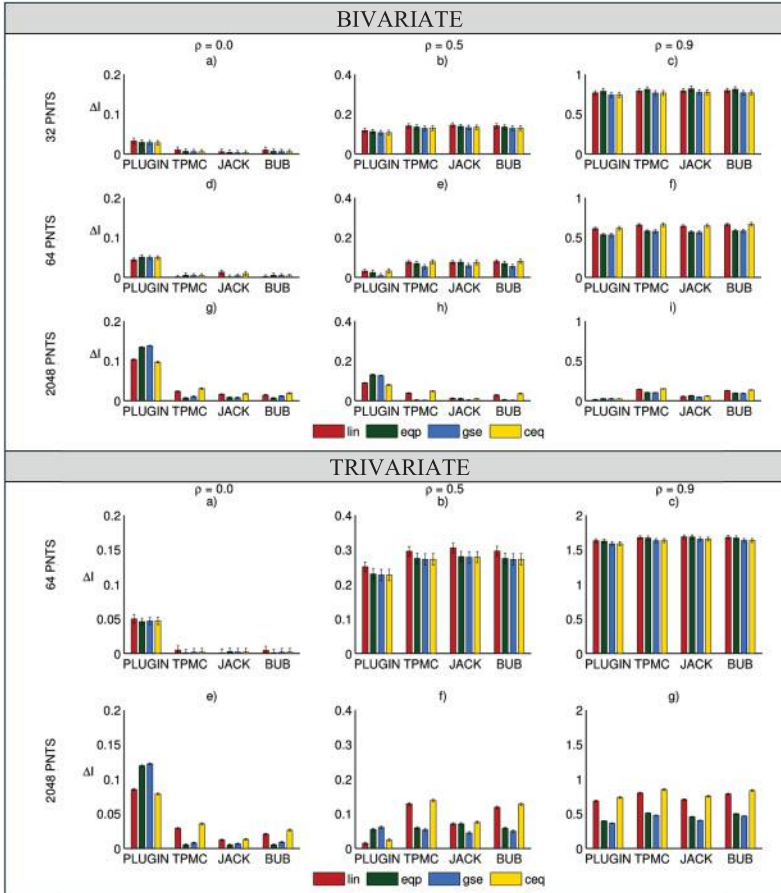 BIVARIATE
ρ = 0.0 ρ = 0.5 ρ = 0.9
a) b) c)
32 PNTS
ΔI
0.2 0.1 0
0.4 0.2 0
1 0.5 0
PLUGIN TPMC JACK BUB PLUGIN TPMC JACK BUB PLUGIN TPMC JACK BUB
d) e) f)
64 PNTS
ΔI
0.2 0.1 0
0.4 0.2 0
1 0.5 0
PLUGIN TPMC JACK BUB PLUGIN TPMC JACK BUB PLUGIN TPMC JACK BUB
g) h) i)
2048 PNTS
ΔI
0.2 0.1 0
0.4 0.2 0
1 0.5 0
PLUGIN TPMC JACK BUB PLUGIN TPMC JACK BUB PLUGIN TPMC JACK BUB
lin eqp gse ceq
TRIVARIATE
ρ = 0.0 ρ = 0.5 ρ = 0.9
a) b) c)
64 PNTS
ΔI
0.2 0.15 0.1 0.05 0
0.4 0.3 0.2 0.1 0
2 1.5 1 0.5 0
PLUGIN TPMC JACK BUB PLUGIN TPMC JACK BUB PLUGIN TPMC JACK BUB
e) f) g)
2048 PNTS
ΔI
0.2 0.15 0.1 0.05 0
0.4 0.3 0.2 0.1 0
2 1.5 1 0.5 0
PLUGIN TPMC JACK BUB PLUGIN TPMC JACK BUB PLUGIN TPMC JACK BUB
lin eqp gse ceq